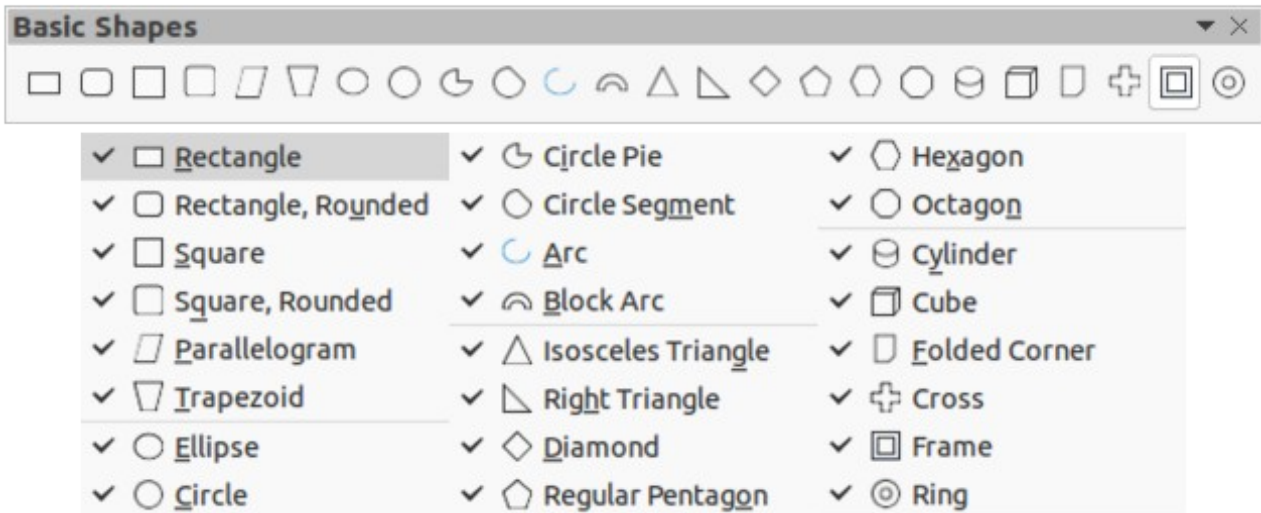 Basic Shapes
Rectangle
Rectangle, Rounded
Square
Square, Rounded
Parallelogram
Trapezoid
Ellipse
Circle
Circle Pie
Circle Segment
Arc
Block Arc
Isosceles Triangle
Right Triangle
Diamond
Regular Pentagon
Hexagon
Octagon
Cylinder
Cube
Folded Corner
Cross
Frame
Ring